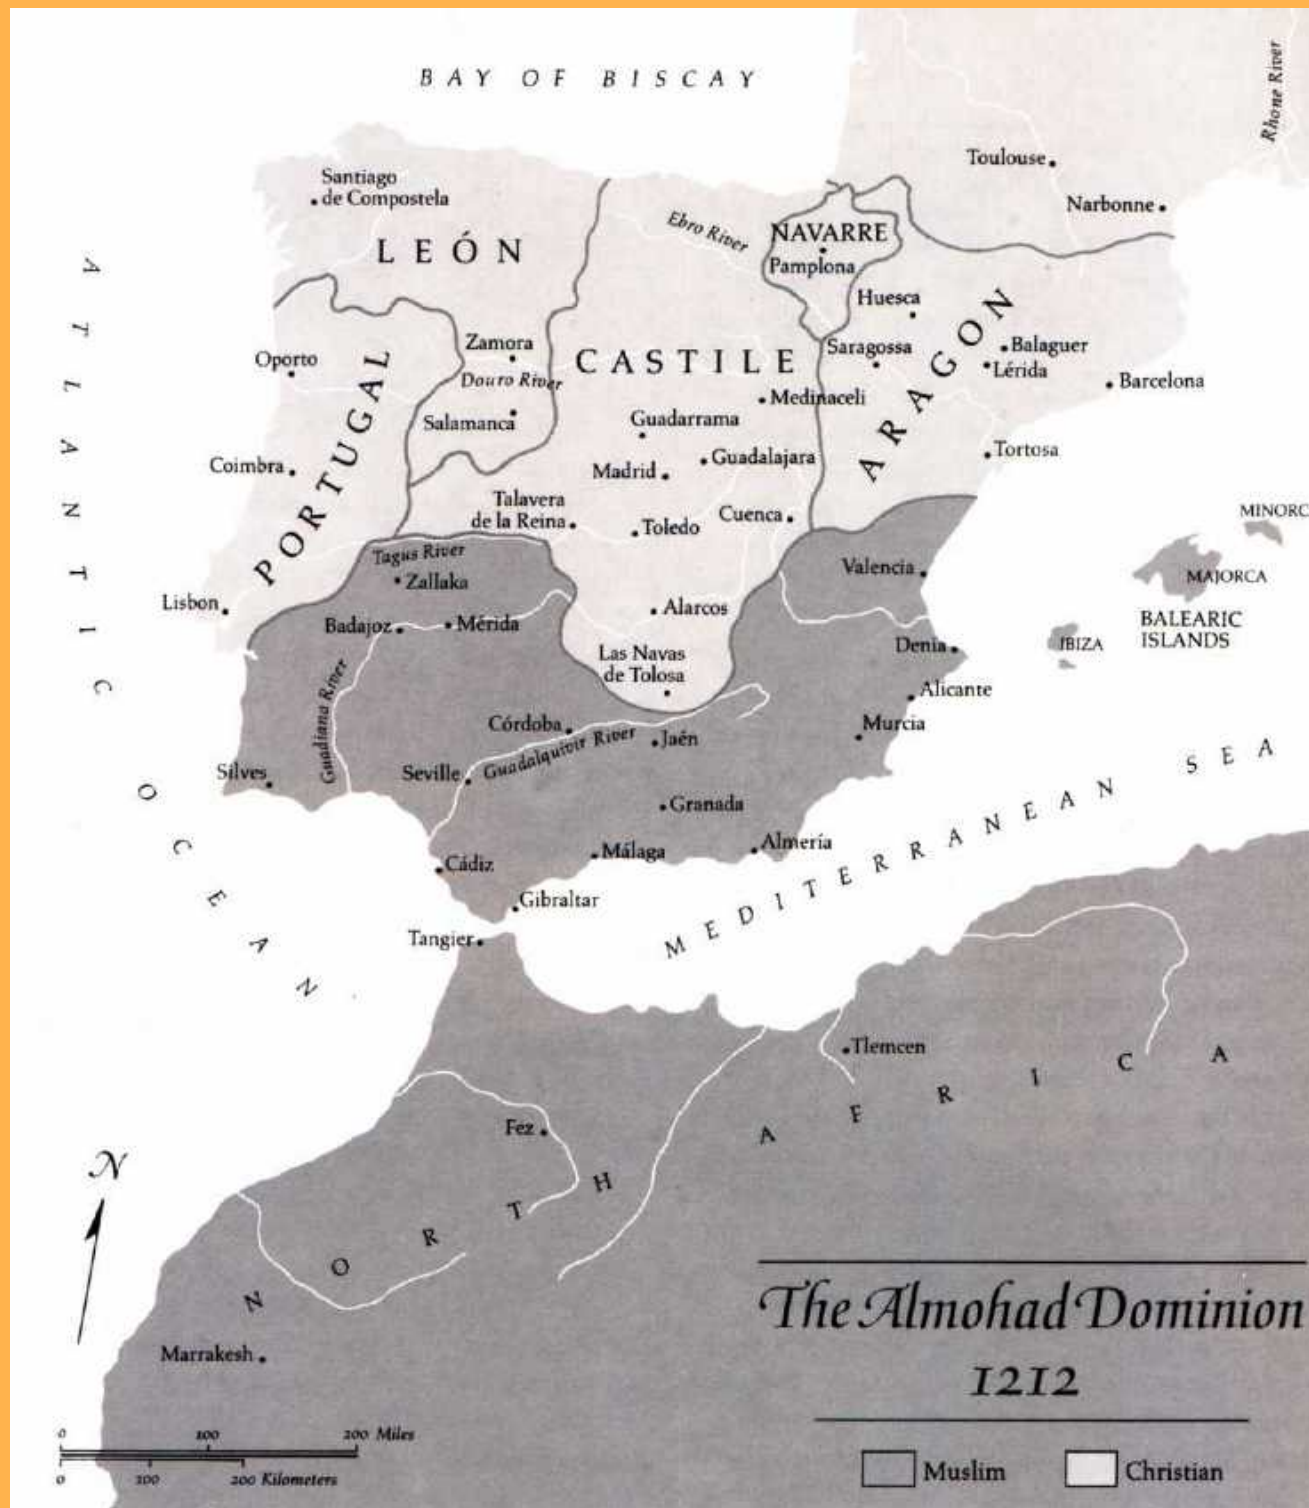 BAY OF BISCAY
Rhone River
Toulouse
Narbonne
Santiago
de Compostela
LEÓN
Ebro River
NAVARRE
Pamplona
Huesca
ARAGON
Zamora
Oporto
CASTILE
Saragossa
Balaguer
Lérida
Barcelona
Douro River
Medinaceli
Salamanca
Guadarrama
PORTUGAL
Coimbra
Madrid
Guadalajara
Tortosa
Talavera
de la Reina
Toledo
Cuenca
MINORC
Tagus River
Zallaka
Valencia
MAJORCA
Lisbon
Alarcos
BALEARIC
ISLANDS
Badajoz
Mérida
Denia
IBIZA
Las Navas
de Tolosa
Guadiana River
Alicante
Córdoba
Murcia
Guadalquivir River
Jaén
Silves
Seville
Granada
ATLANTIC OCEAN
MEDITERRANEAN SEA
Málaga
Almería
Cádiz
Gibraltar
Tangier
Tlemcen
Fez
NORTH AFRICA
N
Marrakesh
The Almohad Dominion
1212
0 100 200 Miles
0 100 200 Kilometers
Muslim
Christian